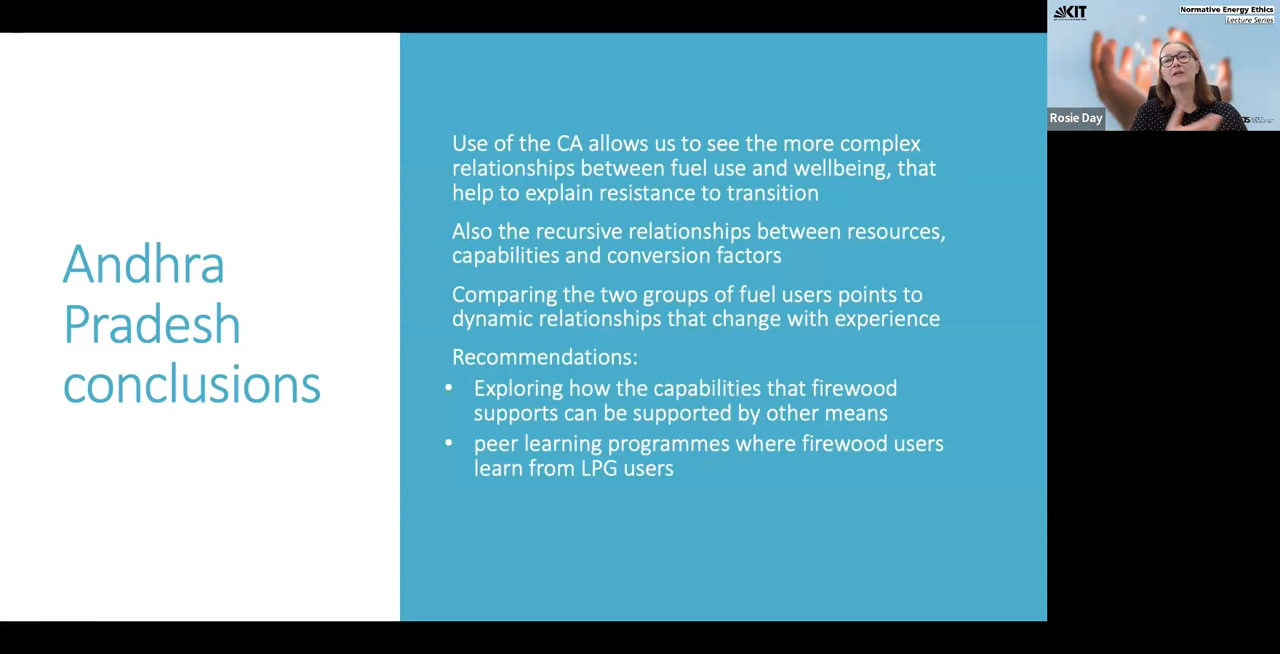 Andhra
Pradesh
conclusions
Use of the CA allows us to see the more complex
relationships between fuel use and wellbeing, that
help to explain resistance to transition
Also the recursive relationships between resources,
capabilities and conversion factors
Comparing the two groups of fuel users points to
dynamic relationships that change with experience
Recommendations:
• Exploring how the capabilities that firewood
supports can be supported by other means
• peer learning programmes where firewood users
learn from LPG users
KIT
Normative Energy Ethics
Lecture Series
Rosie Day